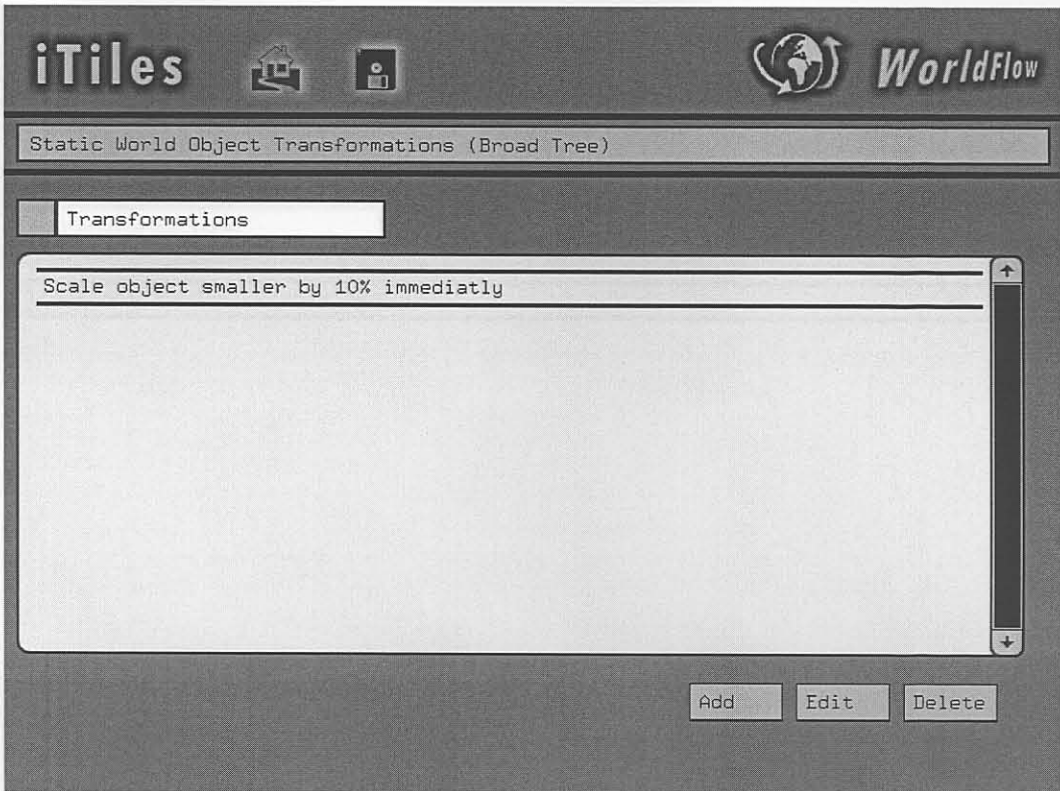 iTiles
WorldFlow
Static World Object Transformations (Broad Tree)
Transformations
Scale object smaller by 10% immediatly
Add Edit Delete